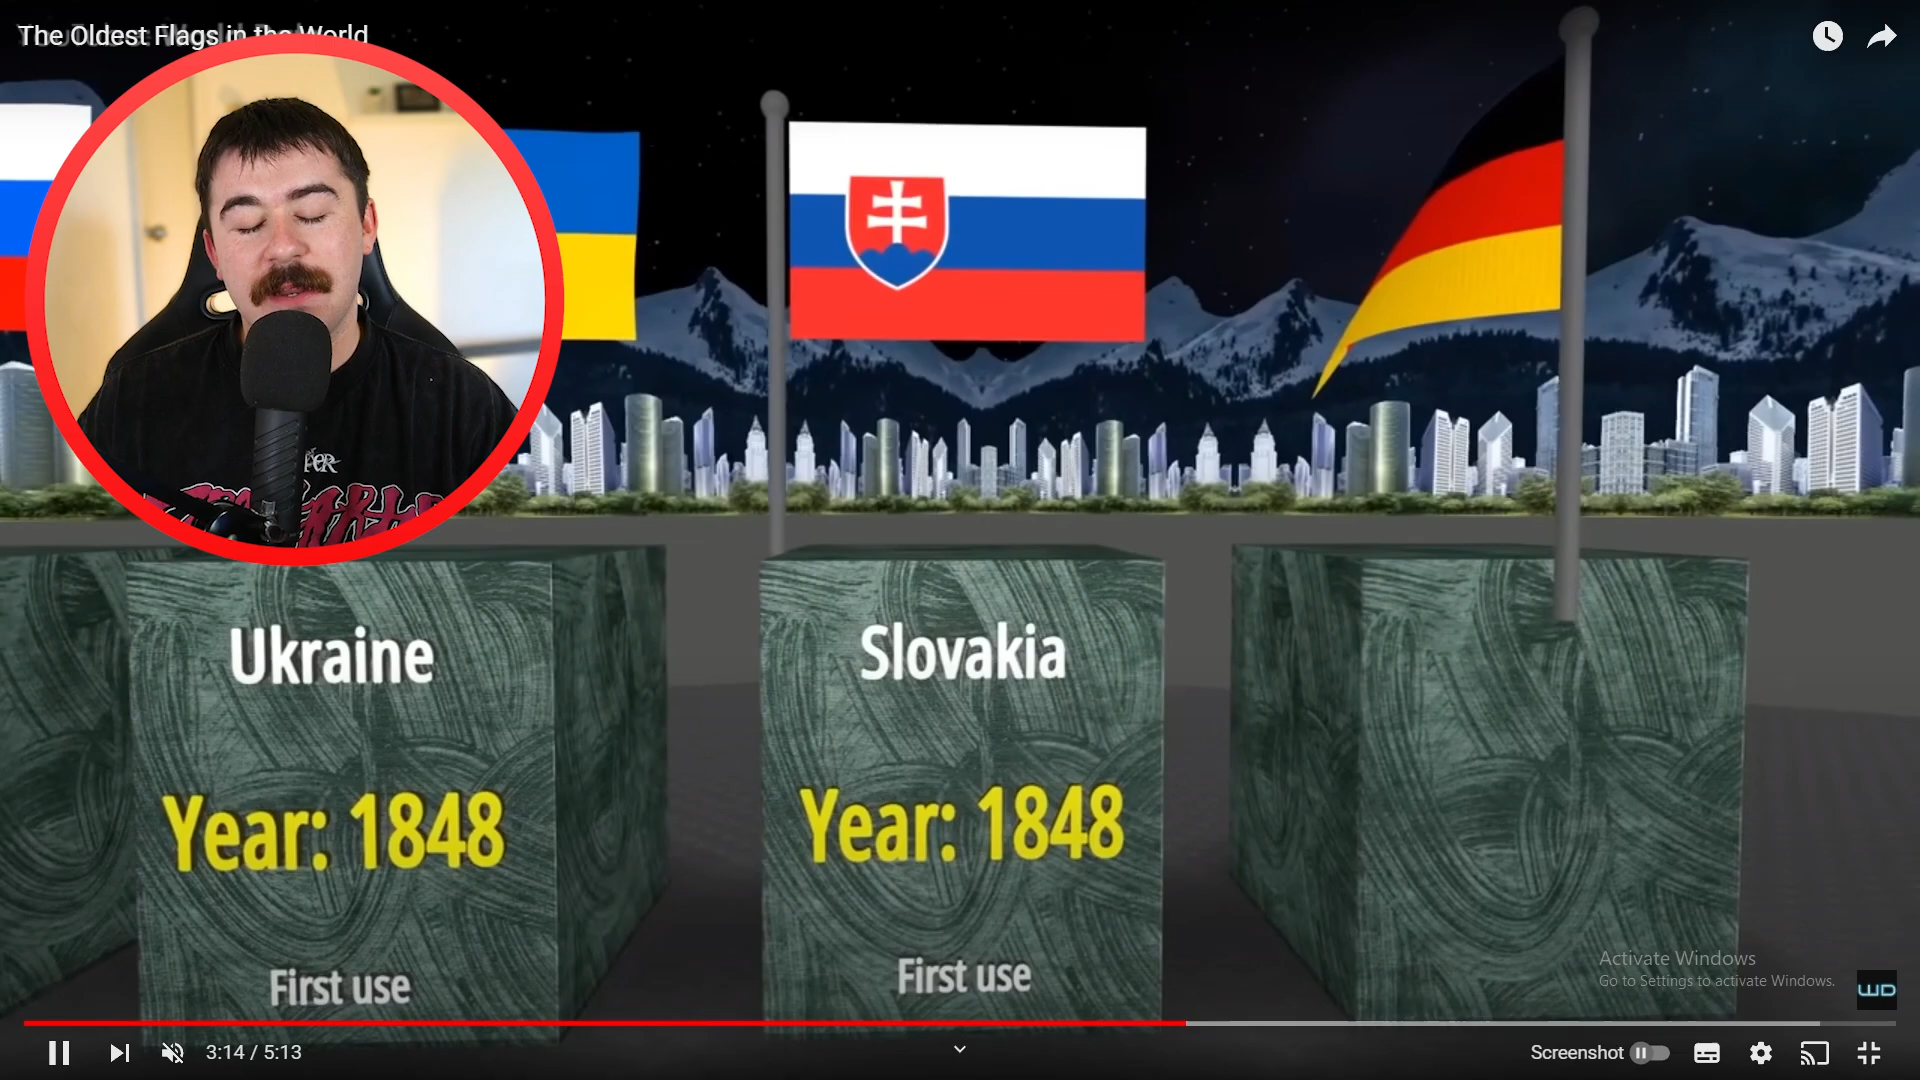 The Oldest Flags in the World
Ukraine
Year: 1848
First use
Slovakia
Year: 1848
First use
Activate Windows
Go to Settings to activate Windows.
WD
3:14 / 5:13
Screenshot